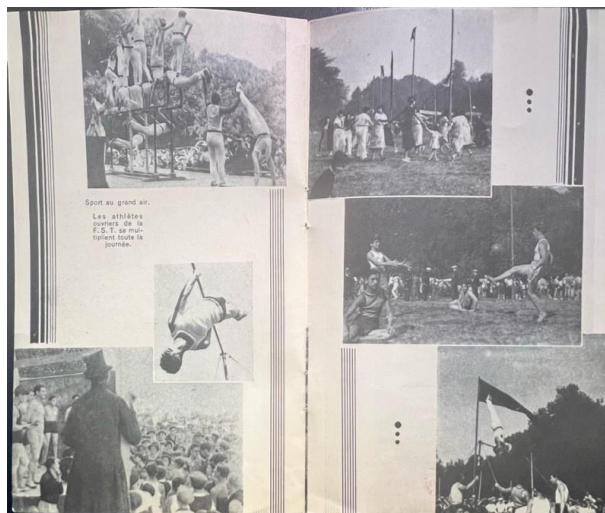 Sport au grand air.
Les athlètes
ouvriers de la
F. S. T. se mul-
tiplient toute la
journée.